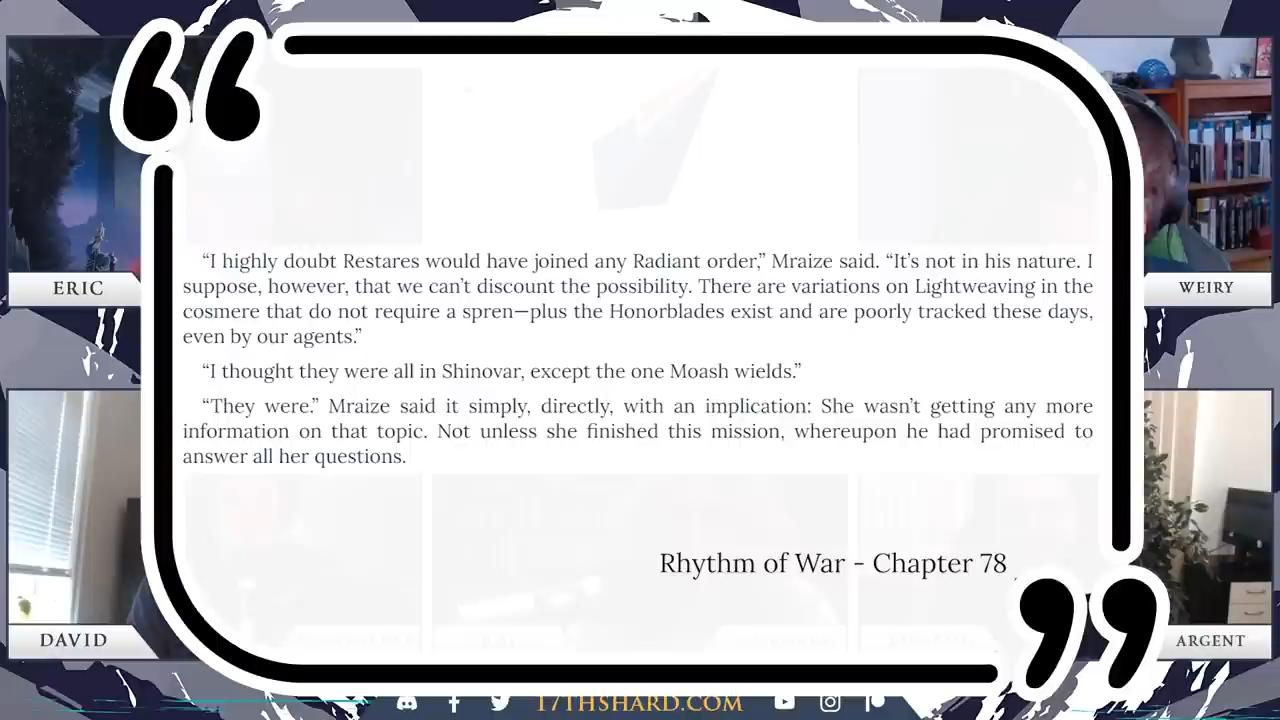 “I highly doubt Restares would have joined any Radiant order,” Mraize said. “It’s not in his nature. I
suppose, however, that we can’t discount the possibility. There are variations on Lightweaving in the
cosmere that do not require a spren—plus the Honorblades exist and are poorly tracked these days,
even by our agents.”
“I thought they were all in Shinovar, except the one Moash wields.”
“They were.” Mraize said it simply, directly, with an implication: She wasn’t getting any more
information on that topic. Not unless she finished this mission, whereupon he had promised to
answer all her questions.
Rhythm of War - Chapter 78
ERIC
WEIRY
DAVID
ARGENT
17THSHARD.COM